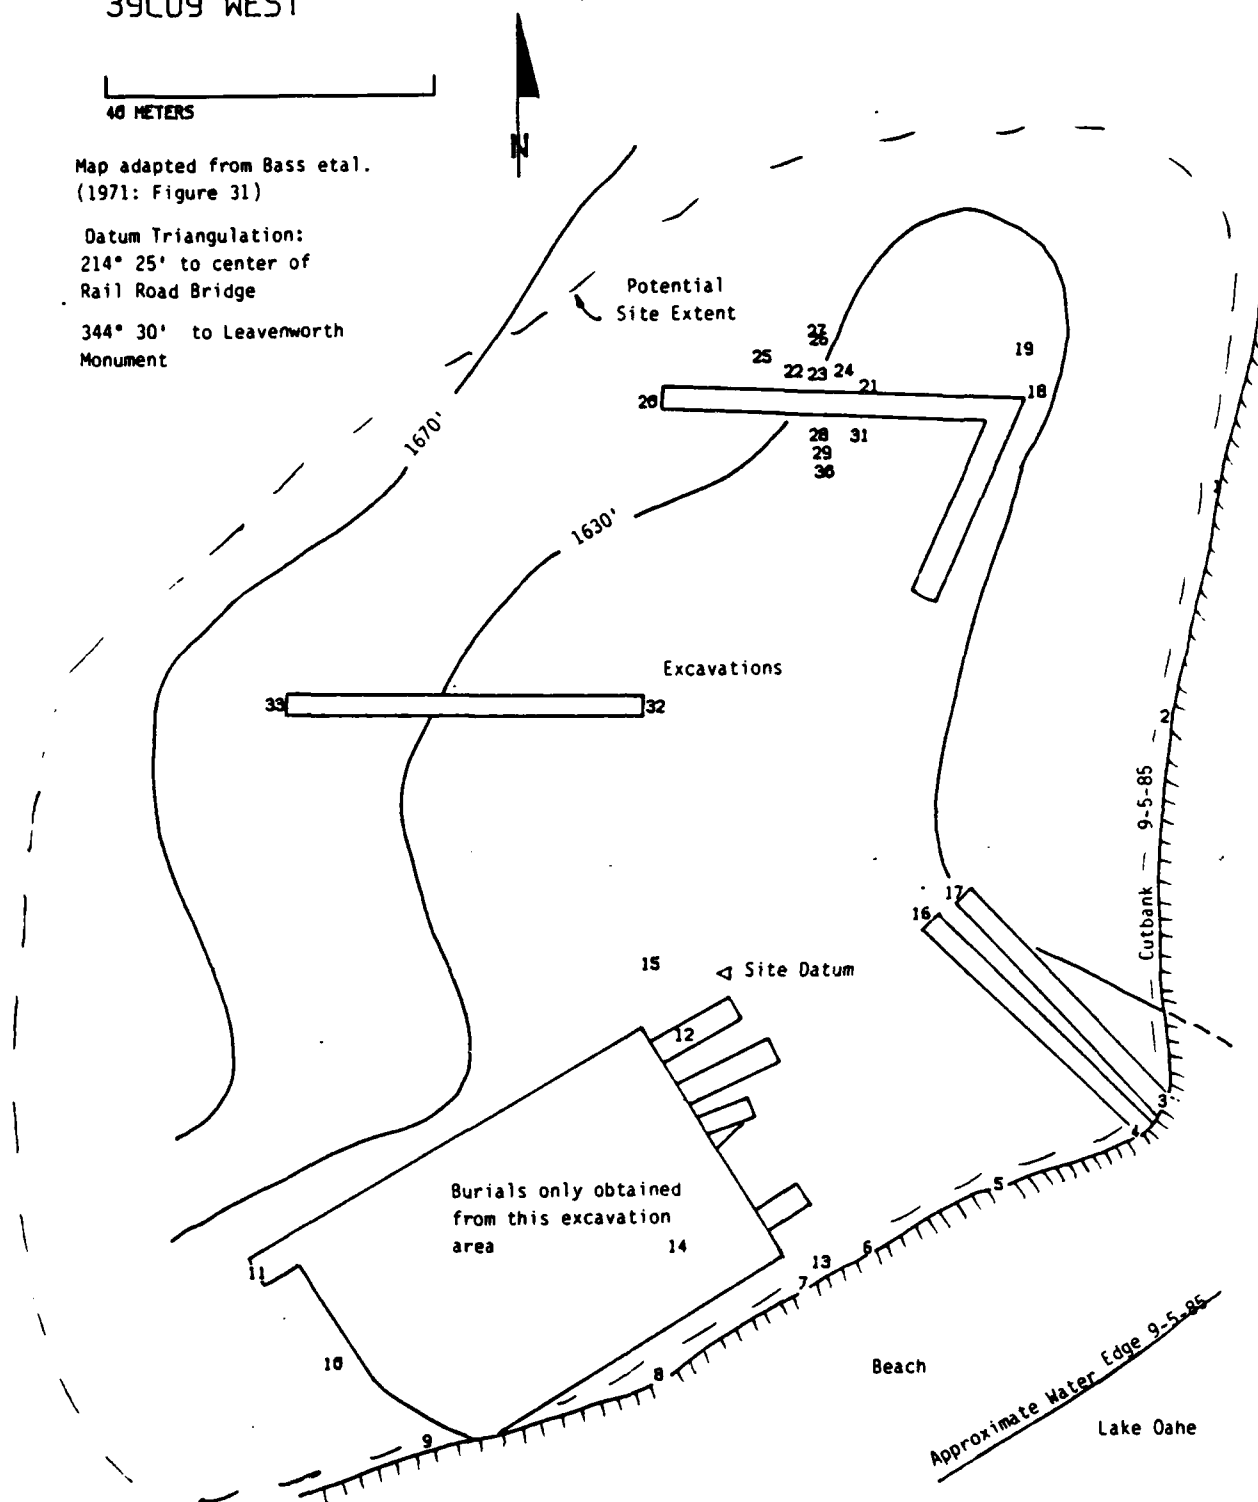 39CO9 WEST
40 METERS
N
Map adapted from Bass etal.
(1971: Figure 31)
Datum Triangulation:
214° 25' to center of
Rail Road Bridge
344° 30' to Leavenworth
Monument
Potential
Site Extent
27
26
25
22 23 24
21
19
18
20
28 31
29
30
1670'
1630'
1
Excavations
33
32
2
Cutbank 9-5-85
17
16
15
Site Datum
12
3
4
5
Burials only obtained
from this excavation
area
14
6
13
7
11
10
8
9
Beach
Approximate Water Edge 9-5-85
Lake Oahe